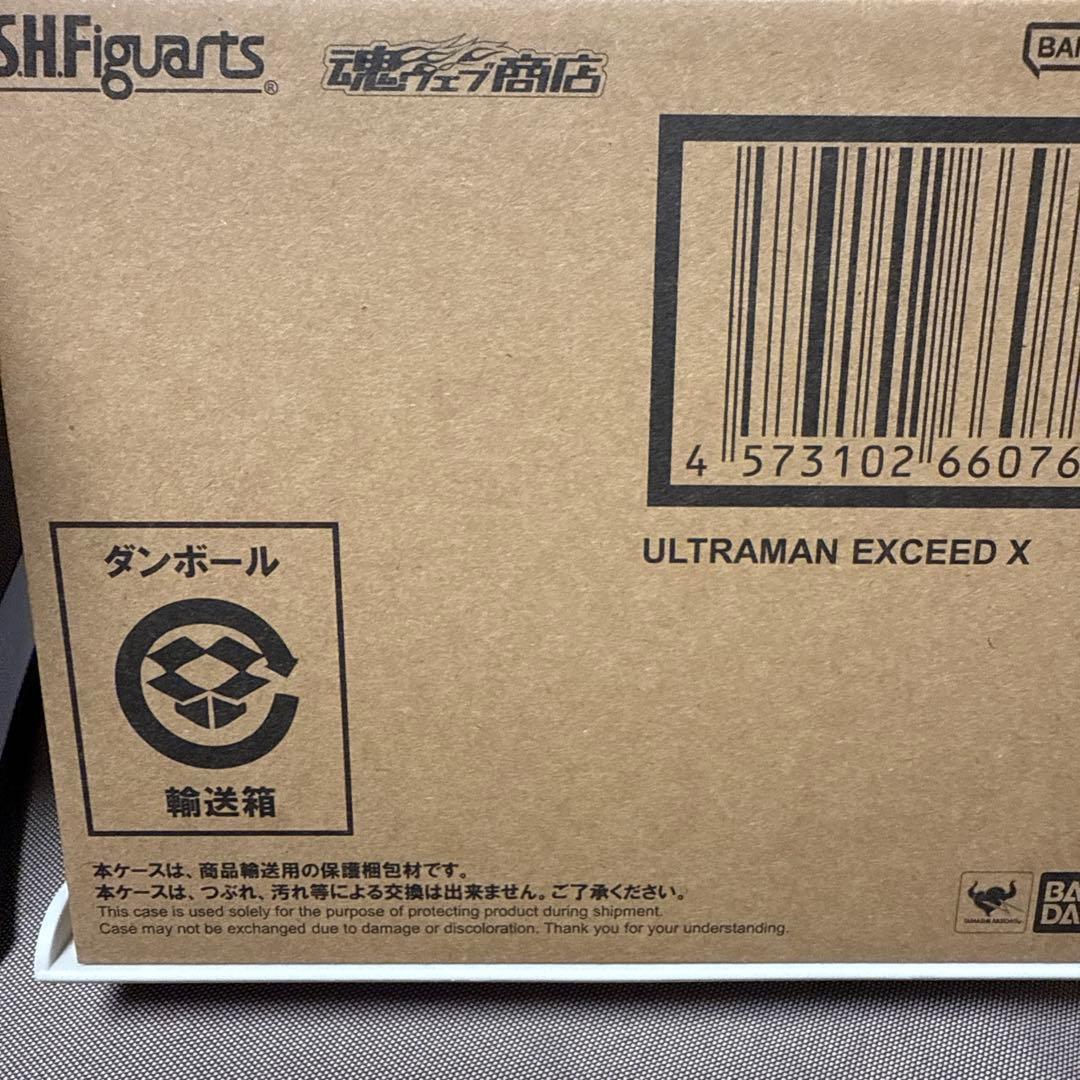 S.H.Figuarts®
魂ウェブ商店
BAN
4 573102 66076
ULTRAMAN EXCEED X
ダンボール
輸送箱
本ケースは、商品輸送用の保護梱包材です。
本ケースは、つぶれ、汚れ等による交換は出来ません。ご了承ください。
This case is used solely for the purpose of protecting product during shipment.
Case may not be exchanged due to damage or discoloration. Thank you for your understanding.
TAMASHII NATIONS
BA
DA